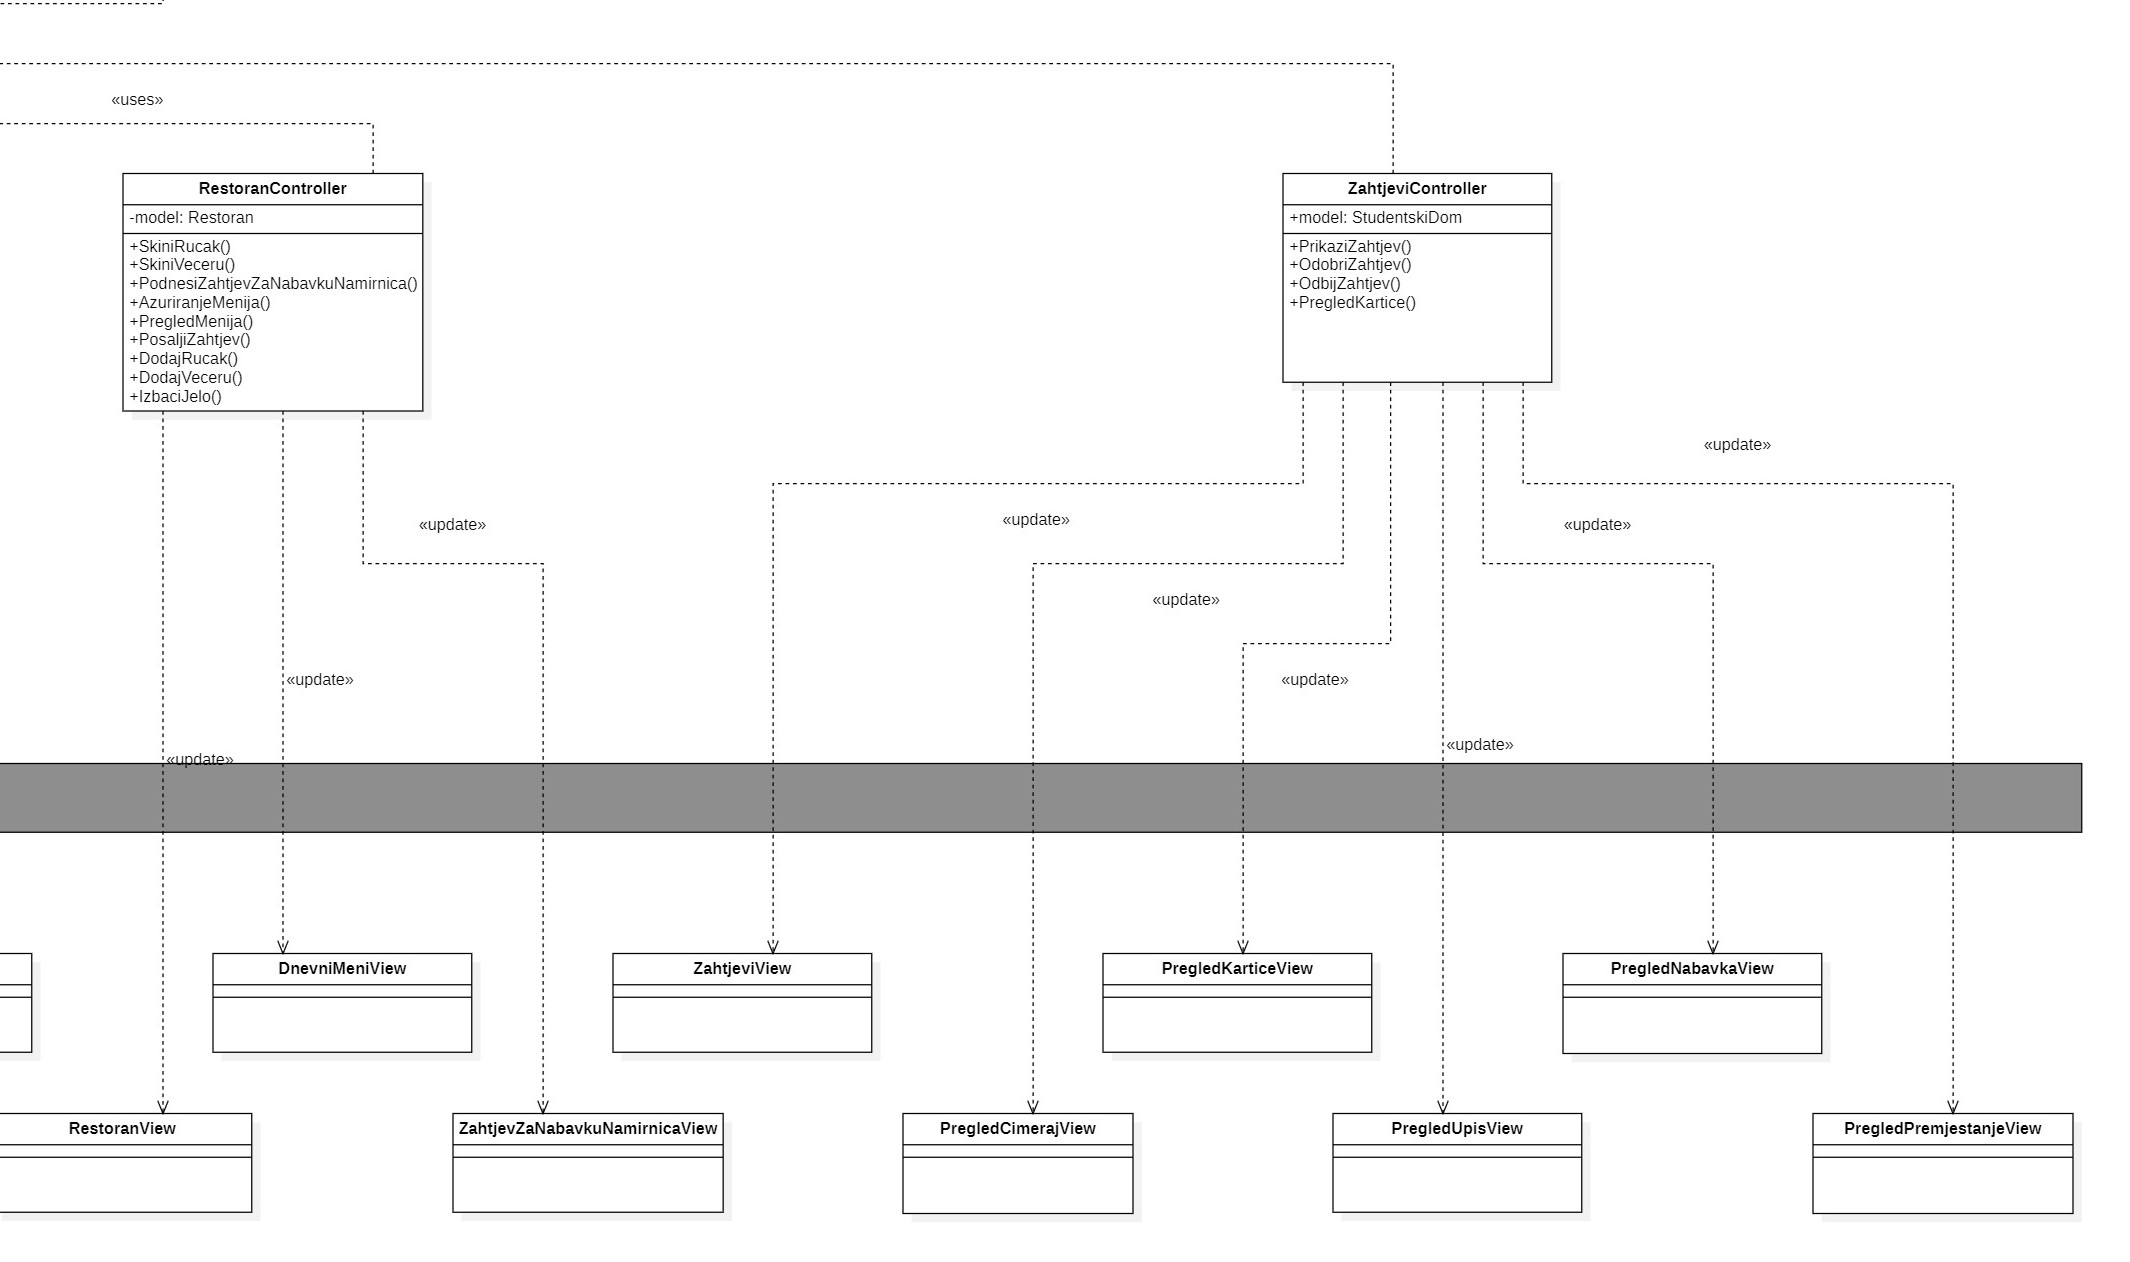 «uses»
RestoranController
-model: Restoran
+SkiniRucak()
+SkiniVeceru()
+PodnesiZahtjevZaNabavkuNamirnica()
+AzuriranjeMenija()
+PregledMenija()
+PosaljiZahtjev()
+DodajRucak()
+DodajVeceru()
+IzbaciJelo()
ZahtjeviController
+model: StudentskiDom
+PrikaziZahtjev()
+OdobriZahtjev()
+OdbijZahtjev()
+PregledKartice()
«update»
«update»
«update»
«update»
«update»
«update»
«update»
«update»
«update»
DnevniMeniView
ZahtjeviView
PregledKarticeView
PregledNabavkaView
RestoranView
ZahtjevZaNabavkuNamirnicaView
PregledCimerajView
PregledUpisView
PregledPremjestanjeView